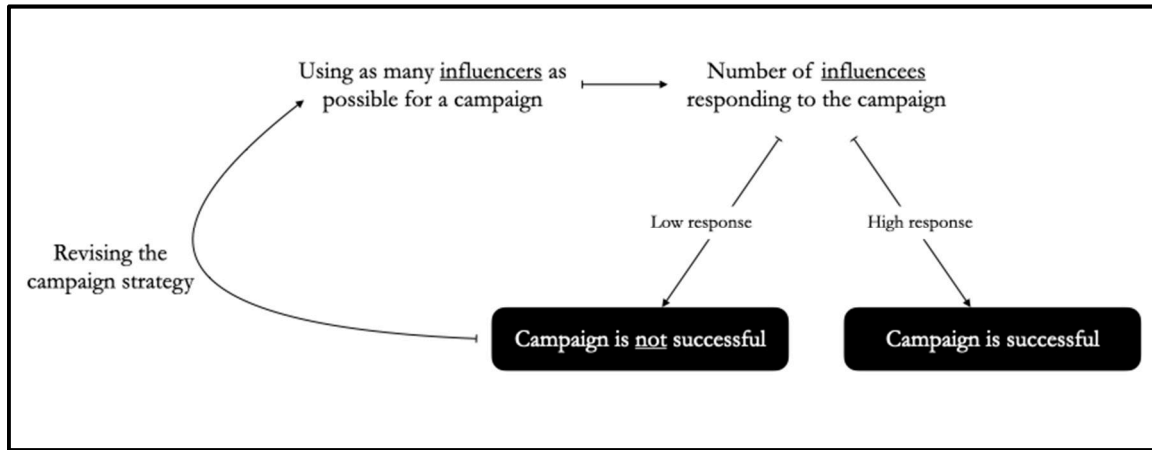 Using as many influencers as
possible for a campaign
Number of influencees
responding to the campaign
Low response
High response
Revising the
campaign strategy
Campaign is not successful
Campaign is successful